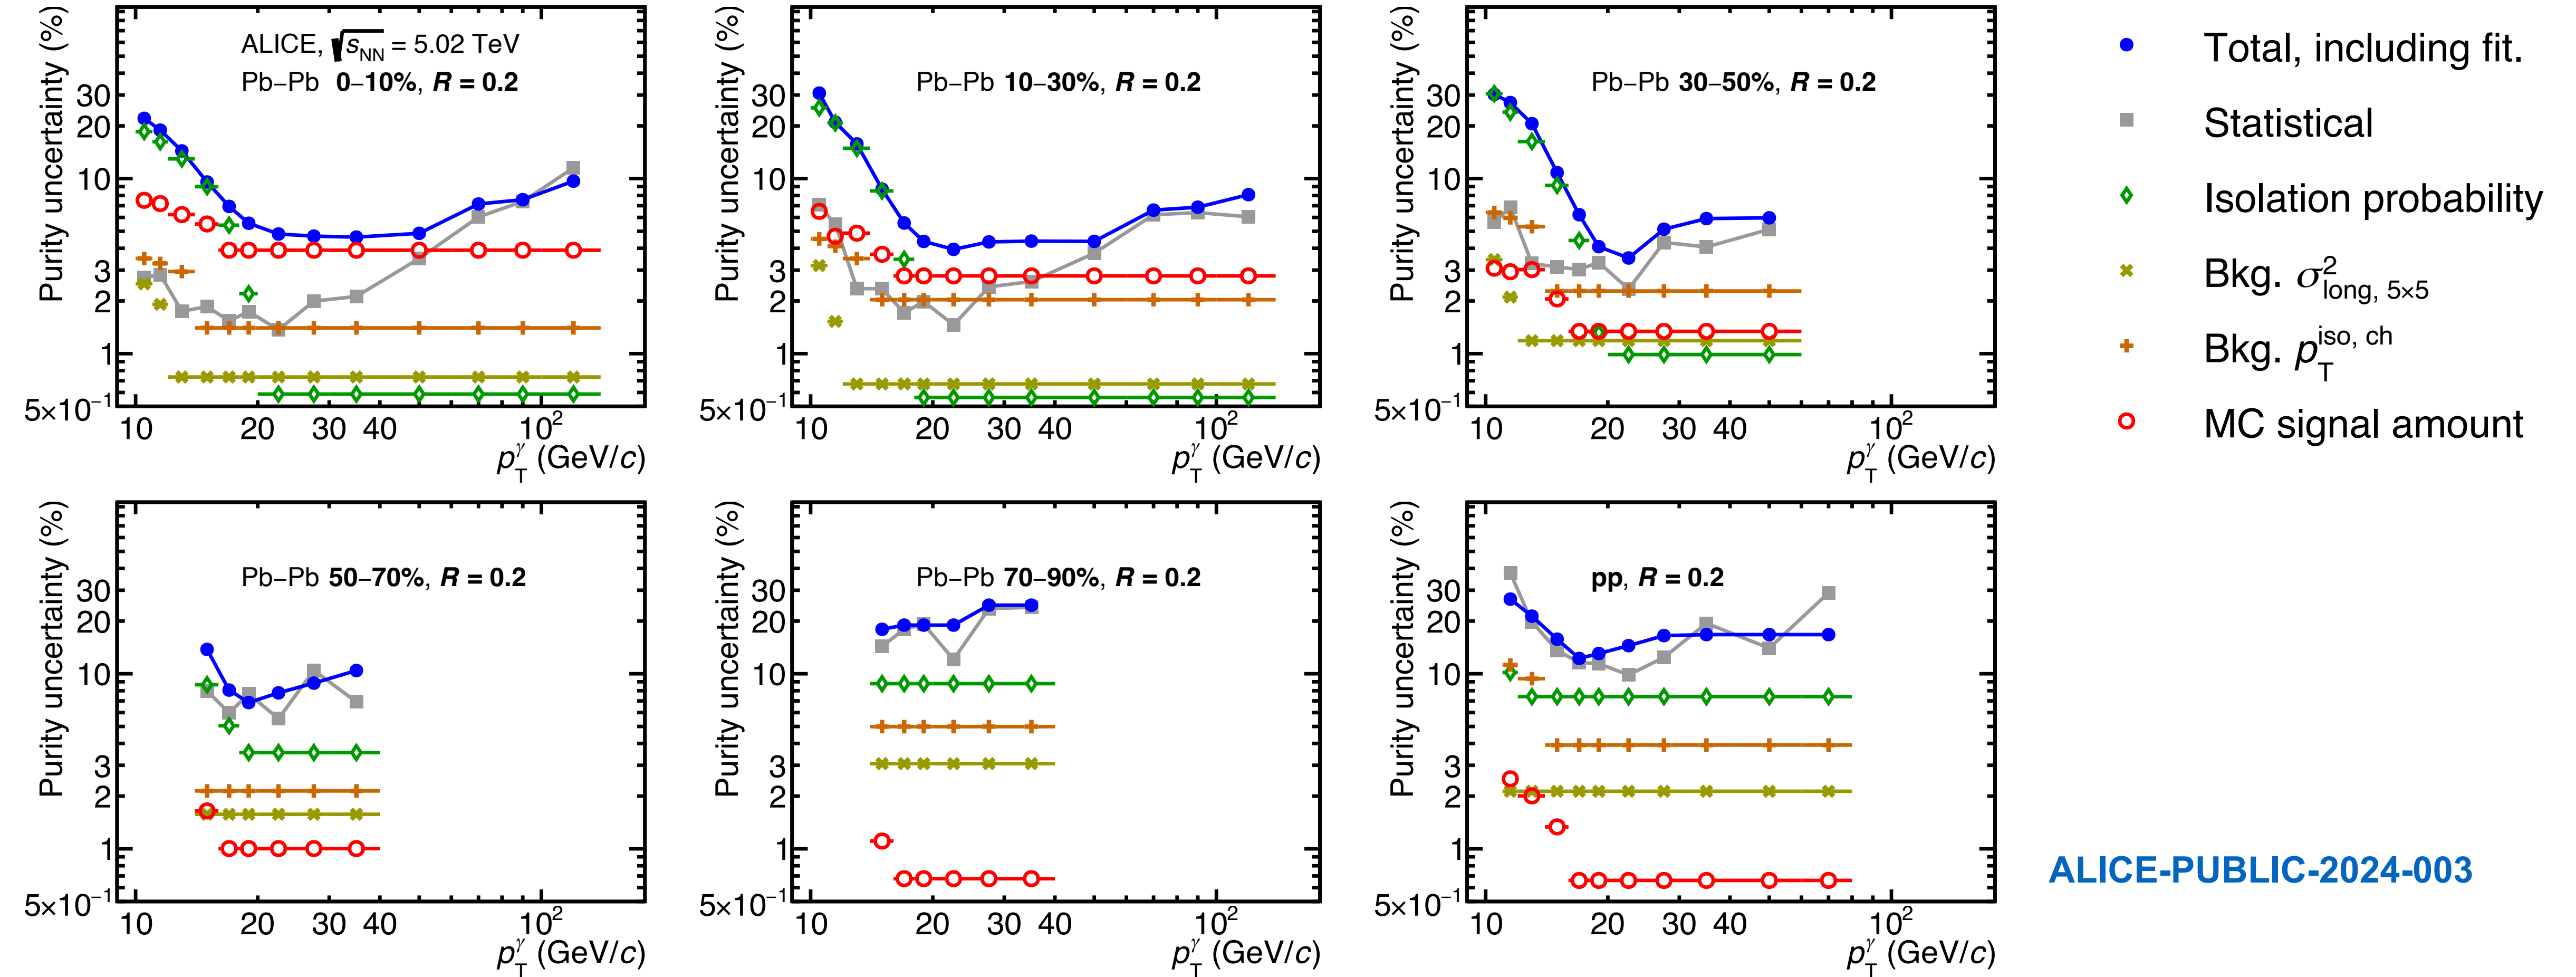 Purity uncertainty (%)
ALICE, √sNN = 5.02 TeV
Pb−Pb 0−10%, R = 0.2
30
20
10
3
2
1
5×10−1
10 20 30 40 10²
pTγ (GeV/c)
Purity uncertainty (%)
Pb−Pb 10−30%, R = 0.2
30
20
10
3
2
1
5×10−1
10 20 30 40 10²
pTγ (GeV/c)
Purity uncertainty (%)
Pb−Pb 30−50%, R = 0.2
30
20
10
3
2
1
5×10−1
10 20 30 40 10²
pTγ (GeV/c)
Total, including fit.
Statistical
Isolation probability
Bkg. σ²long, 5×5
Bkg. pTiso, ch
MC signal amount
Purity uncertainty (%)
Pb−Pb 50−70%, R = 0.2
30
20
10
3
2
1
5×10−1
10 20 30 40 10²
pTγ (GeV/c)
Purity uncertainty (%)
Pb−Pb 70−90%, R = 0.2
30
20
10
3
2
1
5×10−1
10 20 30 40 10²
pTγ (GeV/c)
Purity uncertainty (%)
pp, R = 0.2
30
20
10
3
2
1
5×10−1
10 20 30 40 10²
pTγ (GeV/c)
ALICE-PUBLIC-2024-003